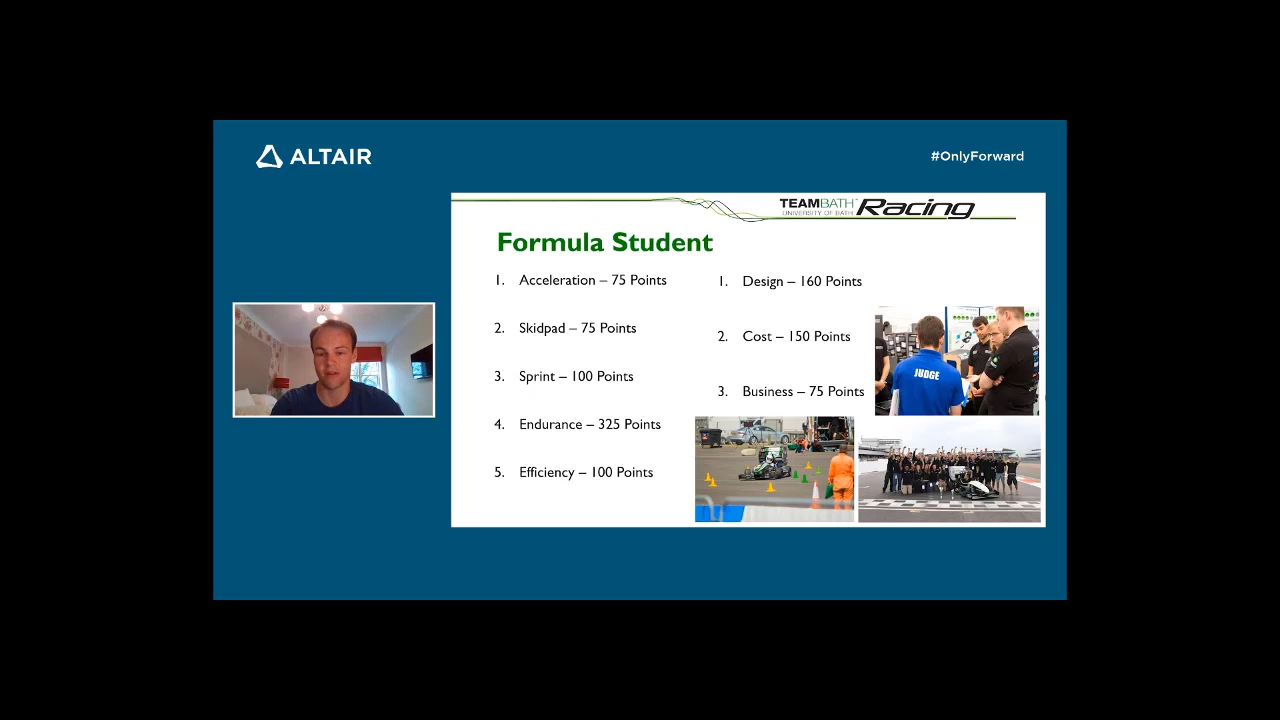 ALTAIR
#OnlyForward
TEAMBATH Racing
UNIVERSITY OF BATH
Formula Student
1. Acceleration – 75 Points
2. Skidpad – 75 Points
3. Sprint – 100 Points
4. Endurance – 325 Points
5. Efficiency – 100 Points
1. Design – 160 Points
2. Cost – 150 Points
3. Business – 75 Points
JUDGE